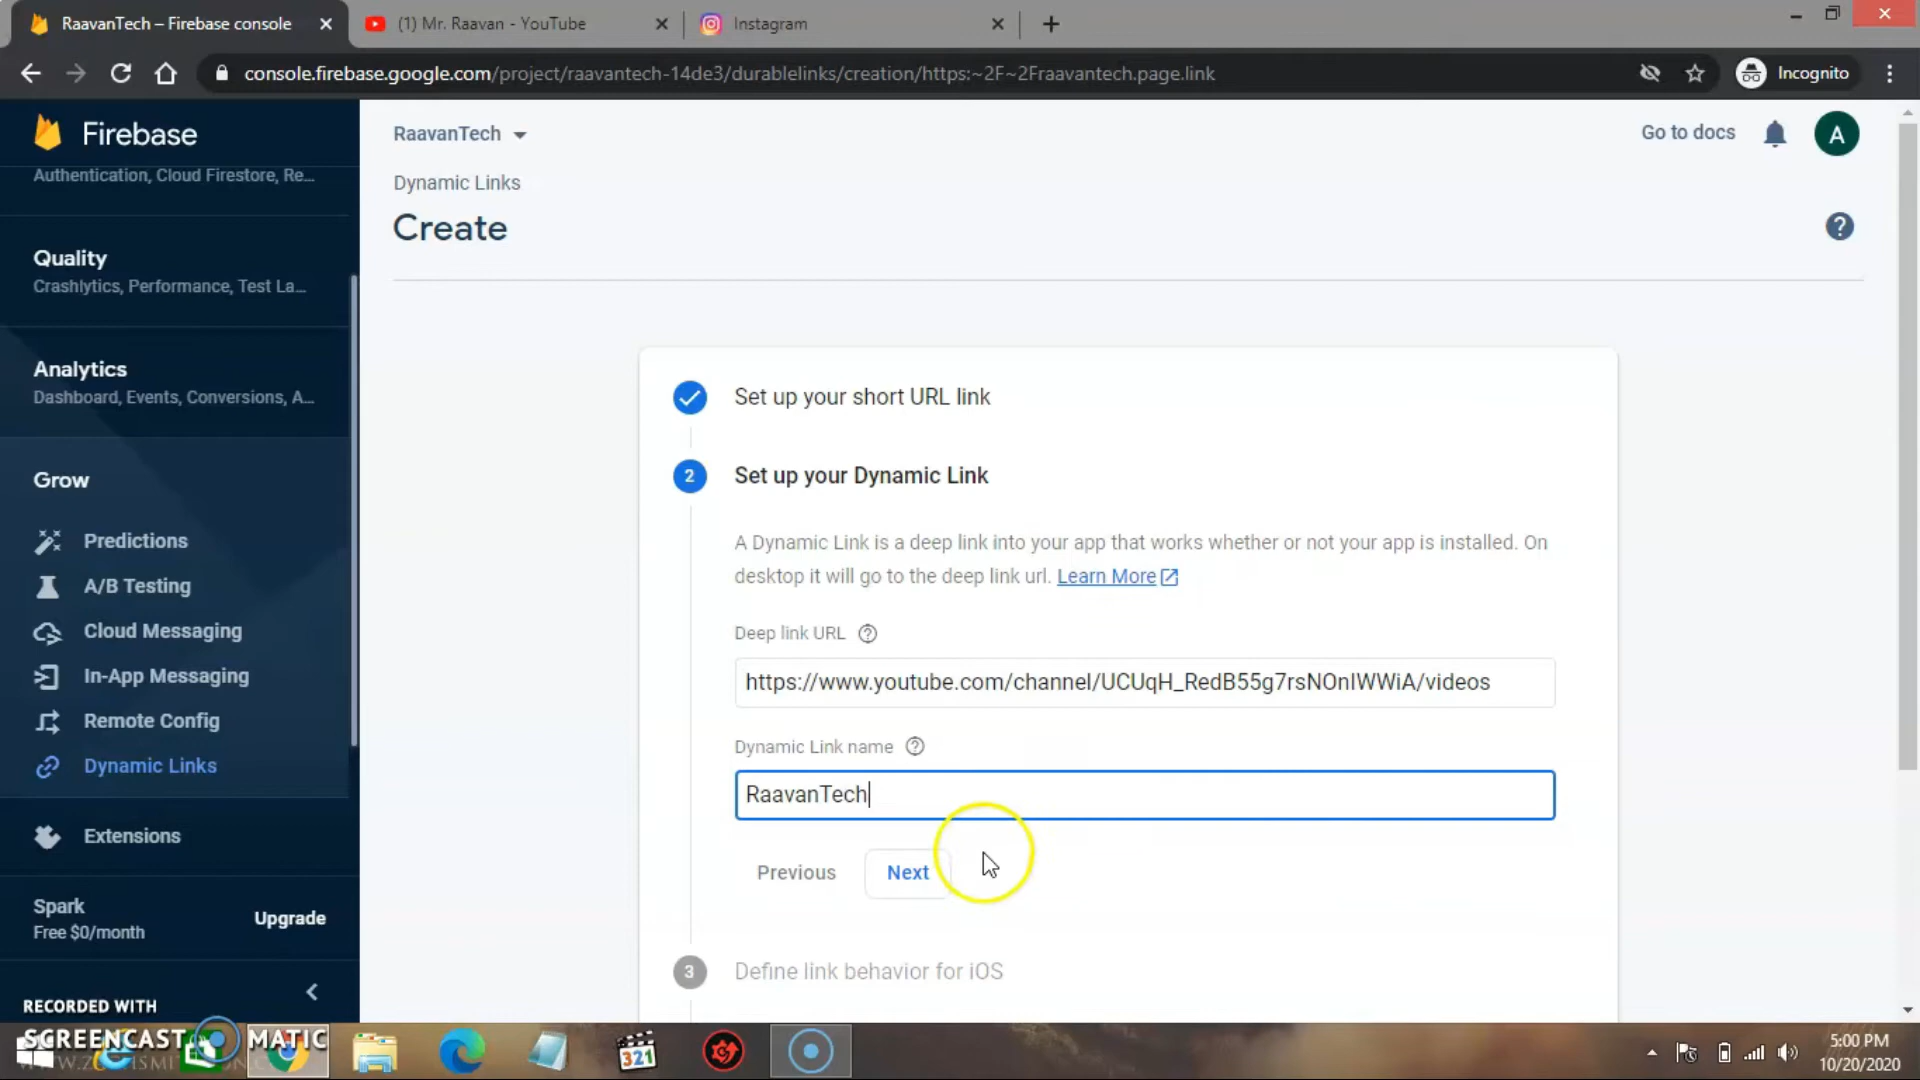 RaavanTech – Firebase console
(1) Mr. Raavan - YouTube
Instagram
console.firebase.google.com/project/raavantech-14de3/durablelinks/creation/https:~2F~2Fraavantech.page.link
Incognito
Firebase
Authentication, Cloud Firestore, Re...
Quality
Crashlytics, Performance, Test La...
Analytics
Dashboard, Events, Conversions, A...
Grow
Predictions
A/B Testing
Cloud Messaging
In-App Messaging
Remote Config
Dynamic Links
Extensions
Spark
Free $0/month
Upgrade
RaavanTech
Go to docs
A
Dynamic Links
Create
Set up your short URL link
2
Set up your Dynamic Link
A Dynamic Link is a deep link into your app that works whether or not your app is installed. On
desktop it will go to the deep link url. Learn More
Deep link URL
https://www.youtube.com/channel/UCUqH_RedB55g7rsNOnIWWiA/videos
Dynamic Link name
RaavanTech
Previous
Next
3
Define link behavior for iOS
RECORDED WITH
SCREENCAST MATIC
321
5:00 PM
10/20/2020